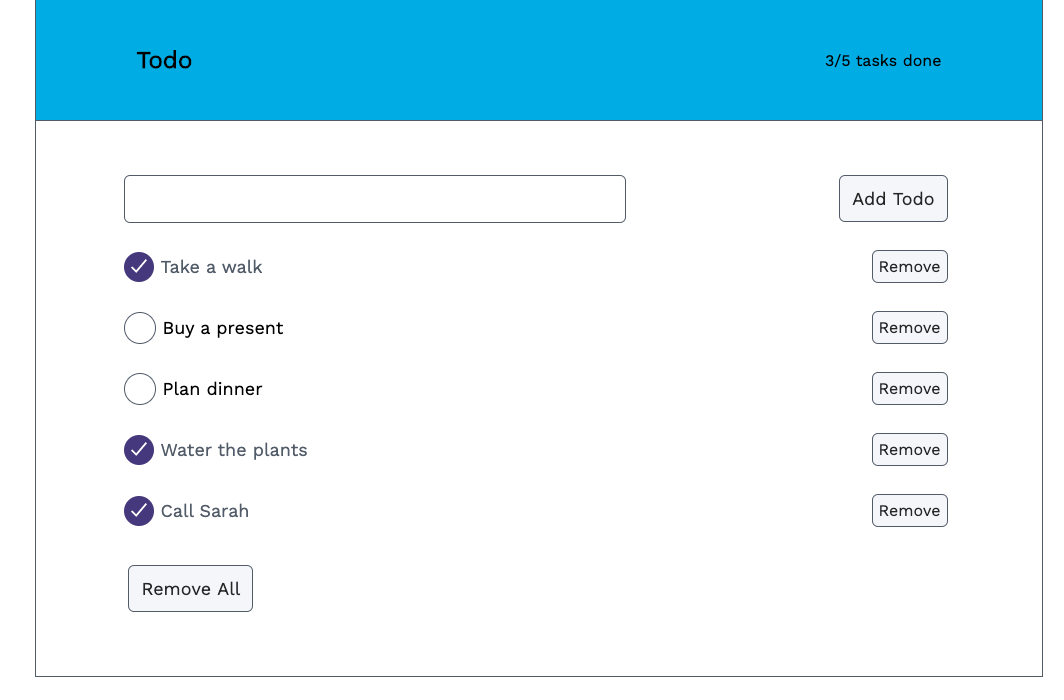 Todo
3/5 tasks done
Add Todo
Take a walk
Remove
Buy a present
Remove
Plan dinner
Remove
Water the plants
Remove
Call Sarah
Remove
Remove All